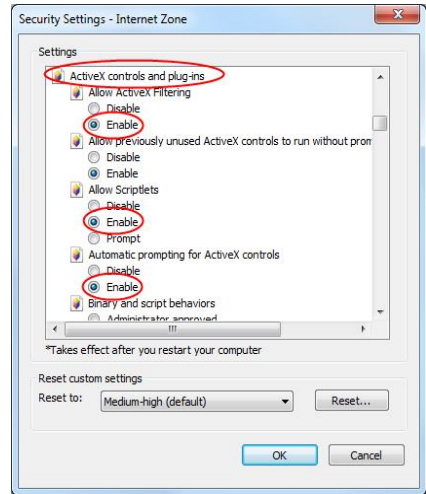 Security Settings - Internet Zone
Settings
ActiveX controls and plug-ins
Allow ActiveX Filtering
Disable
Enable
Allow previously unused ActiveX controls to run without prom
Disable
Enable
Allow Scriptlets
Disable
Enable
Prompt
Automatic prompting for ActiveX controls
Disable
Enable
Binary and script behaviors
Administrator approved
*Takes effect after you restart your computer
Reset custom settings
Reset to: Medium-high (default) Reset...
OK Cancel